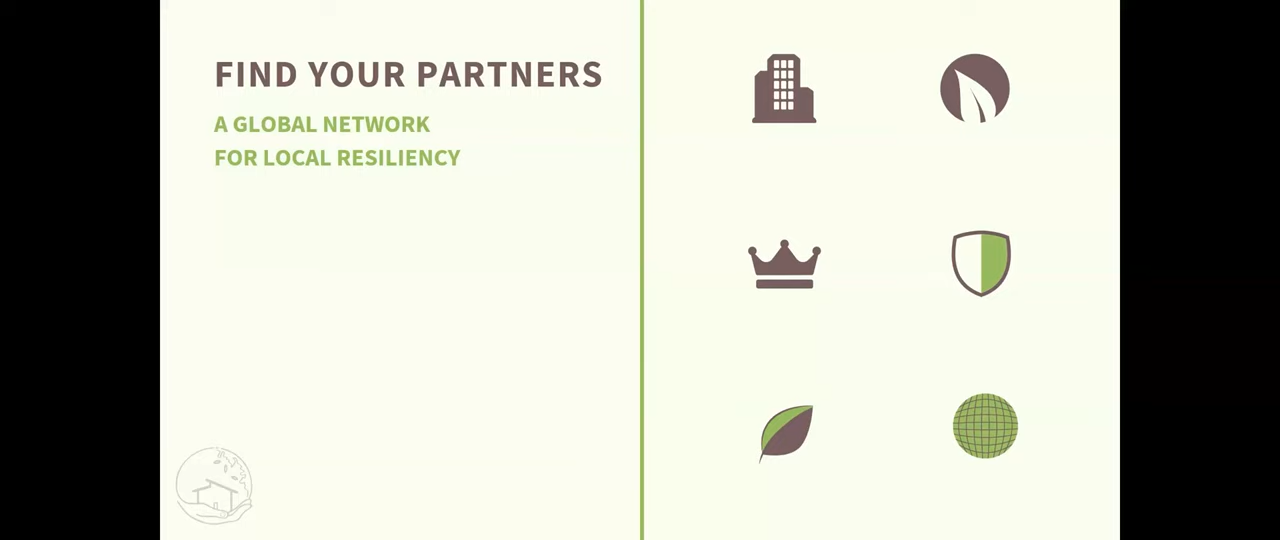 FIND YOUR PARTNERS
A GLOBAL NETWORK
FOR LOCAL RESILIENCY